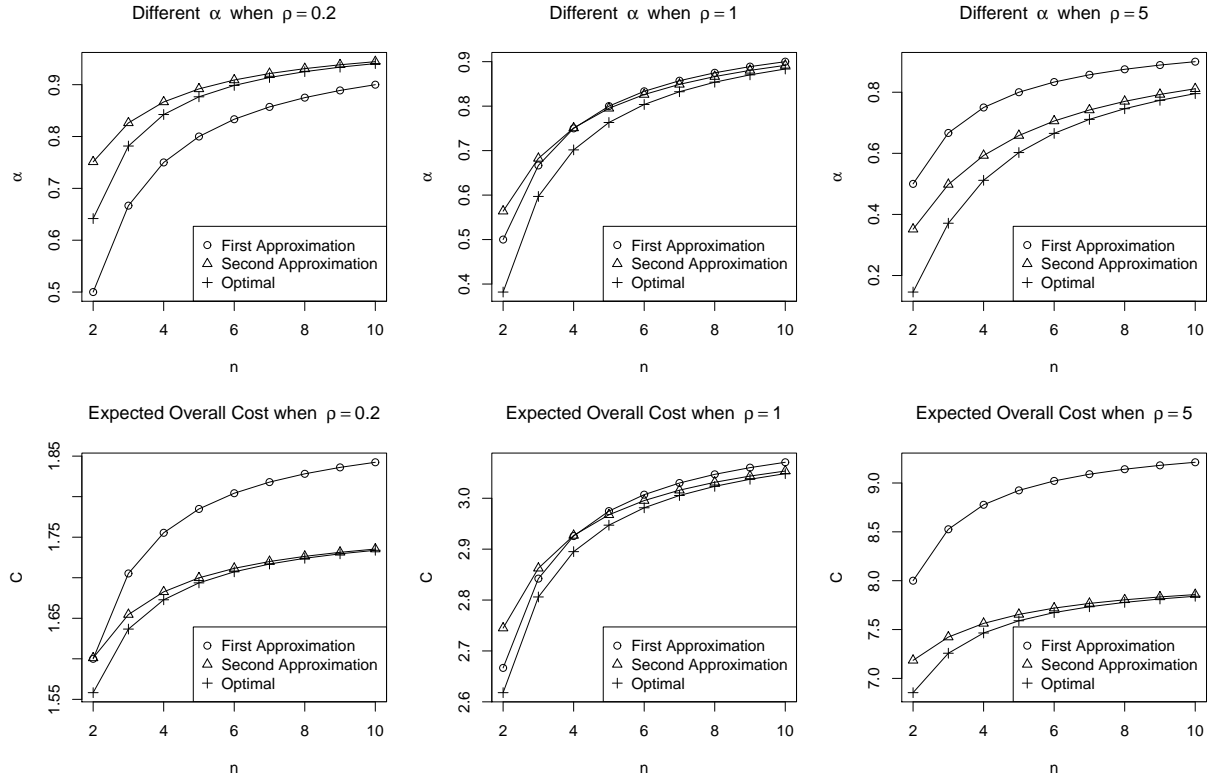 Different α when ρ = 0.2
α
0.5 0.6 0.7 0.8 0.9
First Approximation
Second Approximation
Optimal
2 4 6 8 10
n
Different α when ρ = 1
α
0.4 0.5 0.6 0.7 0.8 0.9
First Approximation
Second Approximation
Optimal
2 4 6 8 10
n
Different α when ρ = 5
α
0.2 0.4 0.6 0.8
First Approximation
Second Approximation
Optimal
2 4 6 8 10
n
Expected Overall Cost when ρ = 0.2
C
1.55 1.65 1.75 1.85
First Approximation
Second Approximation
Optimal
2 4 6 8 10
n
Expected Overall Cost when ρ = 1
C
2.6 2.7 2.8 2.9 3.0
First Approximation
Second Approximation
Optimal
2 4 6 8 10
n
Expected Overall Cost when ρ = 5
C
7.0 7.5 8.0 8.5 9.0
First Approximation
Second Approximation
Optimal
2 4 6 8 10
n